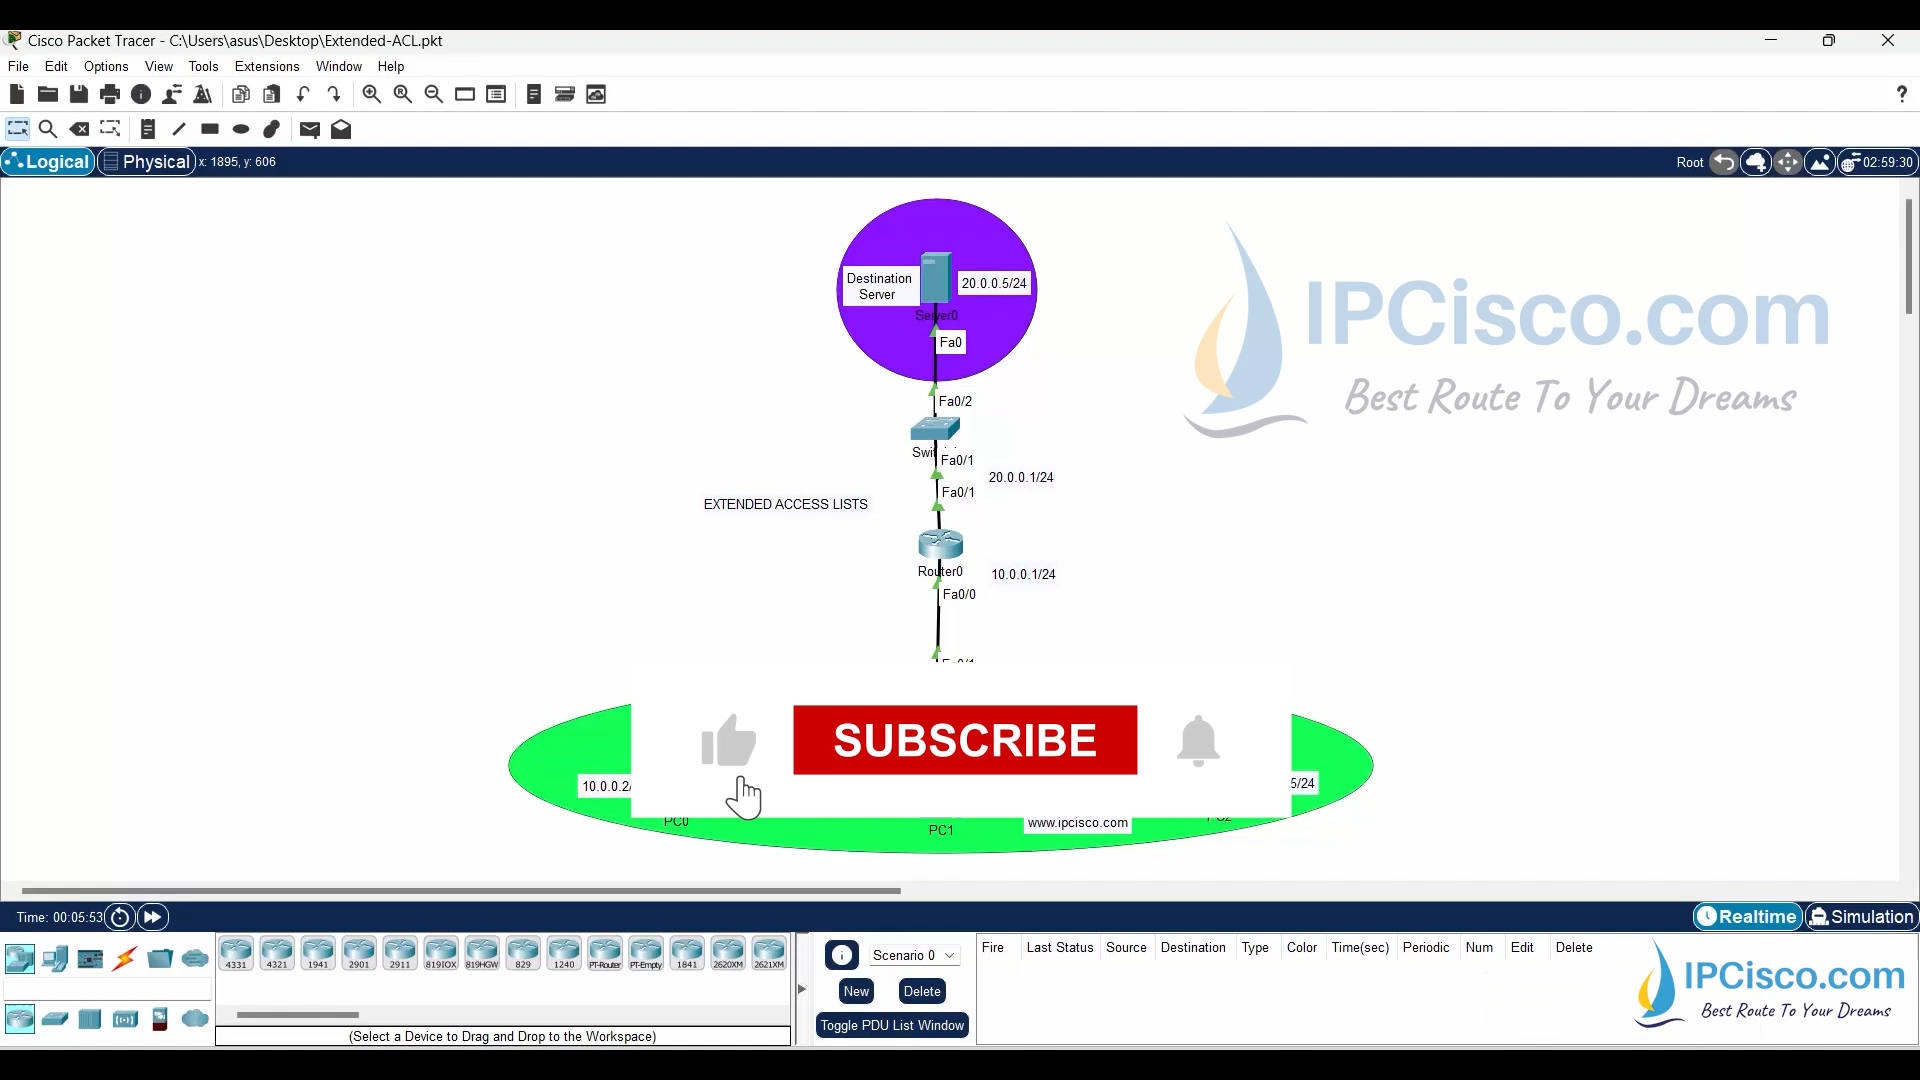 Cisco Packet Tracer - C:\Users\asus\Desktop\Extended-ACL.pkt
File Edit Options View Tools Extensions Window Help
?
Logical Physical x: 1895, y: 606 Root 02:59:30
Destination
Server
20.0.0.5/24
Server0
Fa0
Fa0/2
Fa0/1
20.0.0.1/24
Fa0/1
EXTENDED ACCESS LISTS
Router0
10.0.0.1/24
Fa0/0
IPCisco.com
Best Route To Your Dreams
SUBSCRIBE
10.0.0.2/
5/24
PC0
PC1
www.ipcisco.com
PC2
Time: 00:05:53
Realtime Simulation
4331 4321 1941 2901 2911 819IOX 819HGW 829 1240 PT-Router PT-Empty 1841 2620XM 2621XM
(Select a Device to Drag and Drop to the Workspace)
Scenario 0
New Delete
Toggle PDU List Window
Fire Last Status Source Destination Type Color Time(sec) Periodic Num Edit Delete
IPCisco.com
Best Route To Your Dreams